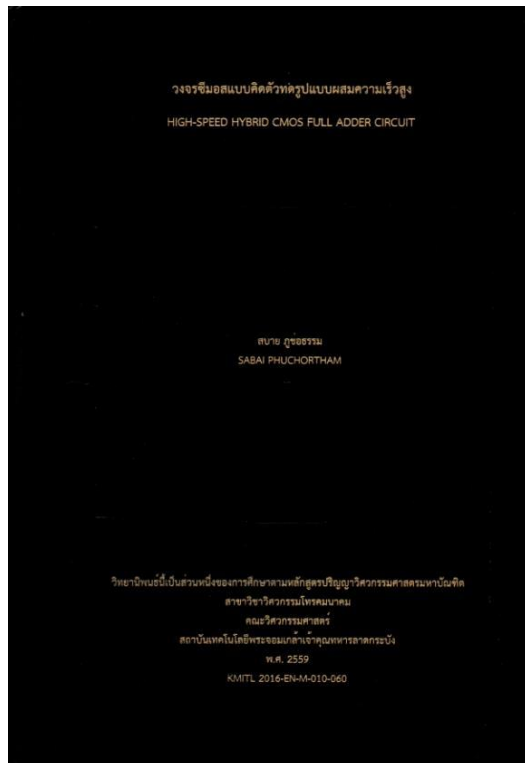 วงจรซีมอสแบบคิดตัวทดรูปแบบผสมความเร็วสูง
HIGH-SPEED HYBRID CMOS FULL ADDER CIRCUIT
สบาย ภูช่อธรรม
SABAI PHUCHORTHAM
วิทยานิพนธ์นี้เป็นส่วนหนึ่งของการศึกษาตามหลักสูตรปริญญาวิศวกรรมศาสตรมหาบัณฑิต
สาขาวิชาวิศวกรรมโทรคมนาคม
คณะวิศวกรรมศาสตร์
สถาบันเทคโนโลยีพระจอมเกล้าเจ้าคุณทหารลาดกระบัง
พ.ศ. 2559
KMITL 2016-EN-M-010-060